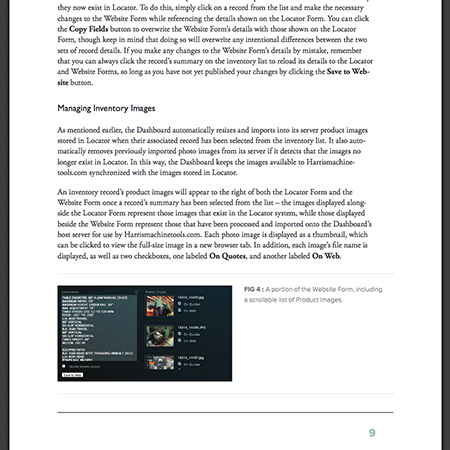 they now exist in Locator. To do this, simply click on a record from the list and make the necessary
changes to the Website Form while referencing the details shown on the Locator Form. You can click
the Copy Fields button to overwrite the Website Form's details with those shown on the Locator
Form, though keep in mind that doing so will overwrite any intentional differences between the two
sets of record details. If you make any changes to the Website Form's details by mistake, remember
that you can always click the record's summary on the inventory list to reload its details to the Locator
and Website Forms, so long as you have not yet published your changes by clicking the Save to Web-
site button.
Managing Inventory Images
As mentioned earlier, the Dashboard automatically resizes and imports into its server product images
stored in Locator when their associated record has been selected from the inventory list. It also auto-
matically removes previously imported photo images from its server if it detects that the images no
longer exist in Locator. In this way, the Dashboard keeps the images available to Harrismachine-
tools.com synchronized with the images stored in Locator.
An inventory record's product images will appear to the right of both the Locator Form and the
Website Form once a record's summary has been selected from the list – the images displayed along-
side the Locator Form represent those images that exist in the Locator system, while those displayed
beside the Website Form represent those that have been processed and imported onto the Dashboard's
host server for use by Harrismachinetools.com. Each photo image is displayed as a thumbnail, which
can be clicked to view the full-size image in a new browser tab. In addition, each image's file name is
displayed, as well as two checkboxes, one labeled On Quotes, and another labeled On Web.
FIG 4 : A portion of the Website Form, including
a scrollable list of Product Images.
9